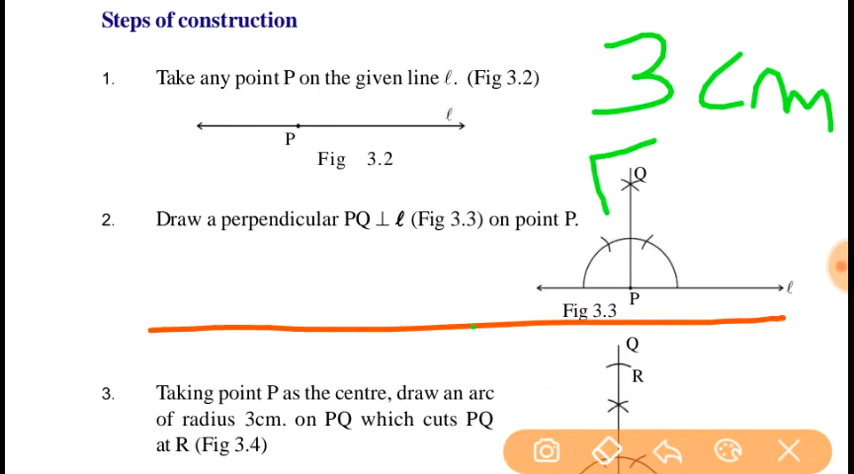 Steps of construction
3 cm
1. Take any point P on the given line ℓ. (Fig 3.2)
ℓ
P
Fig 3.2
Q
2. Draw a perpendicular PQ ⊥ ℓ (Fig 3.3) on point P.
ℓ
P
Fig 3.3
Q
R
3. Taking point P as the centre, draw an arc
of radius 3cm. on PQ which cuts PQ
at R (Fig 3.4)